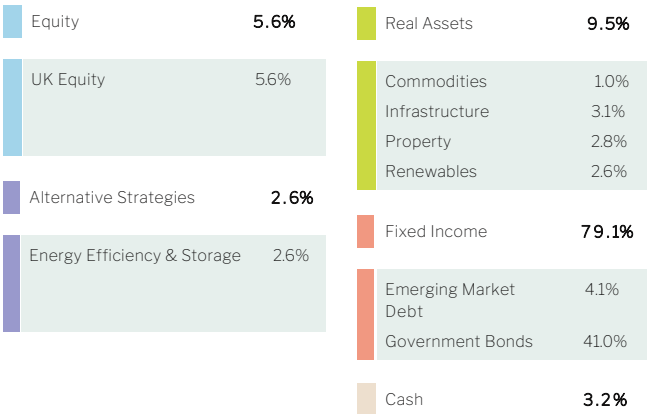 Equity 5.6%
UK Equity 5.6%
Alternative Strategies 2.6%
Energy Efficiency & Storage 2.6%
Real Assets 9.5%
Commodities 1.0%
Infrastructure 3.1%
Property 2.8%
Renewables 2.6%
Fixed Income 79.1%
Emerging Market 4.1%
Debt
Government Bonds 41.0%
Cash 3.2%